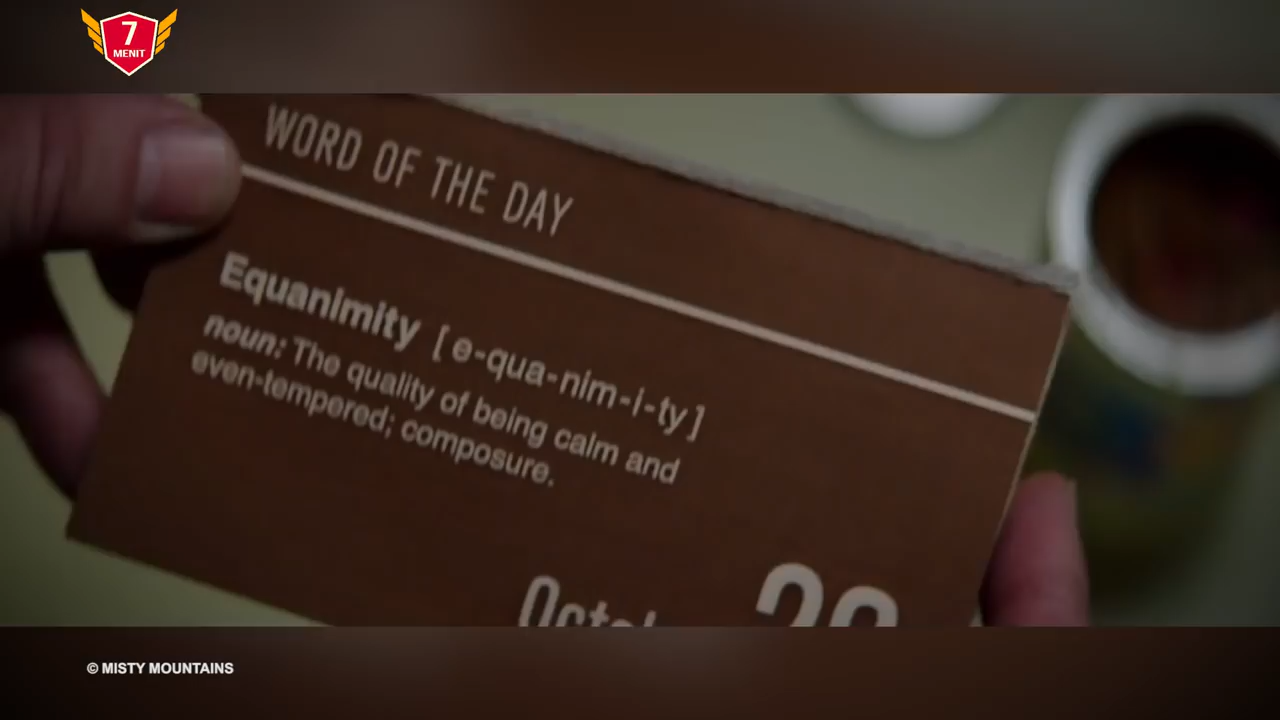 7
MENIT
WORD OF THE DAY
Equanimity [e-qua-nim-i-ty]
noun: The quality of being calm and
even-tempered; composure.
© MISTY MOUNTAINS